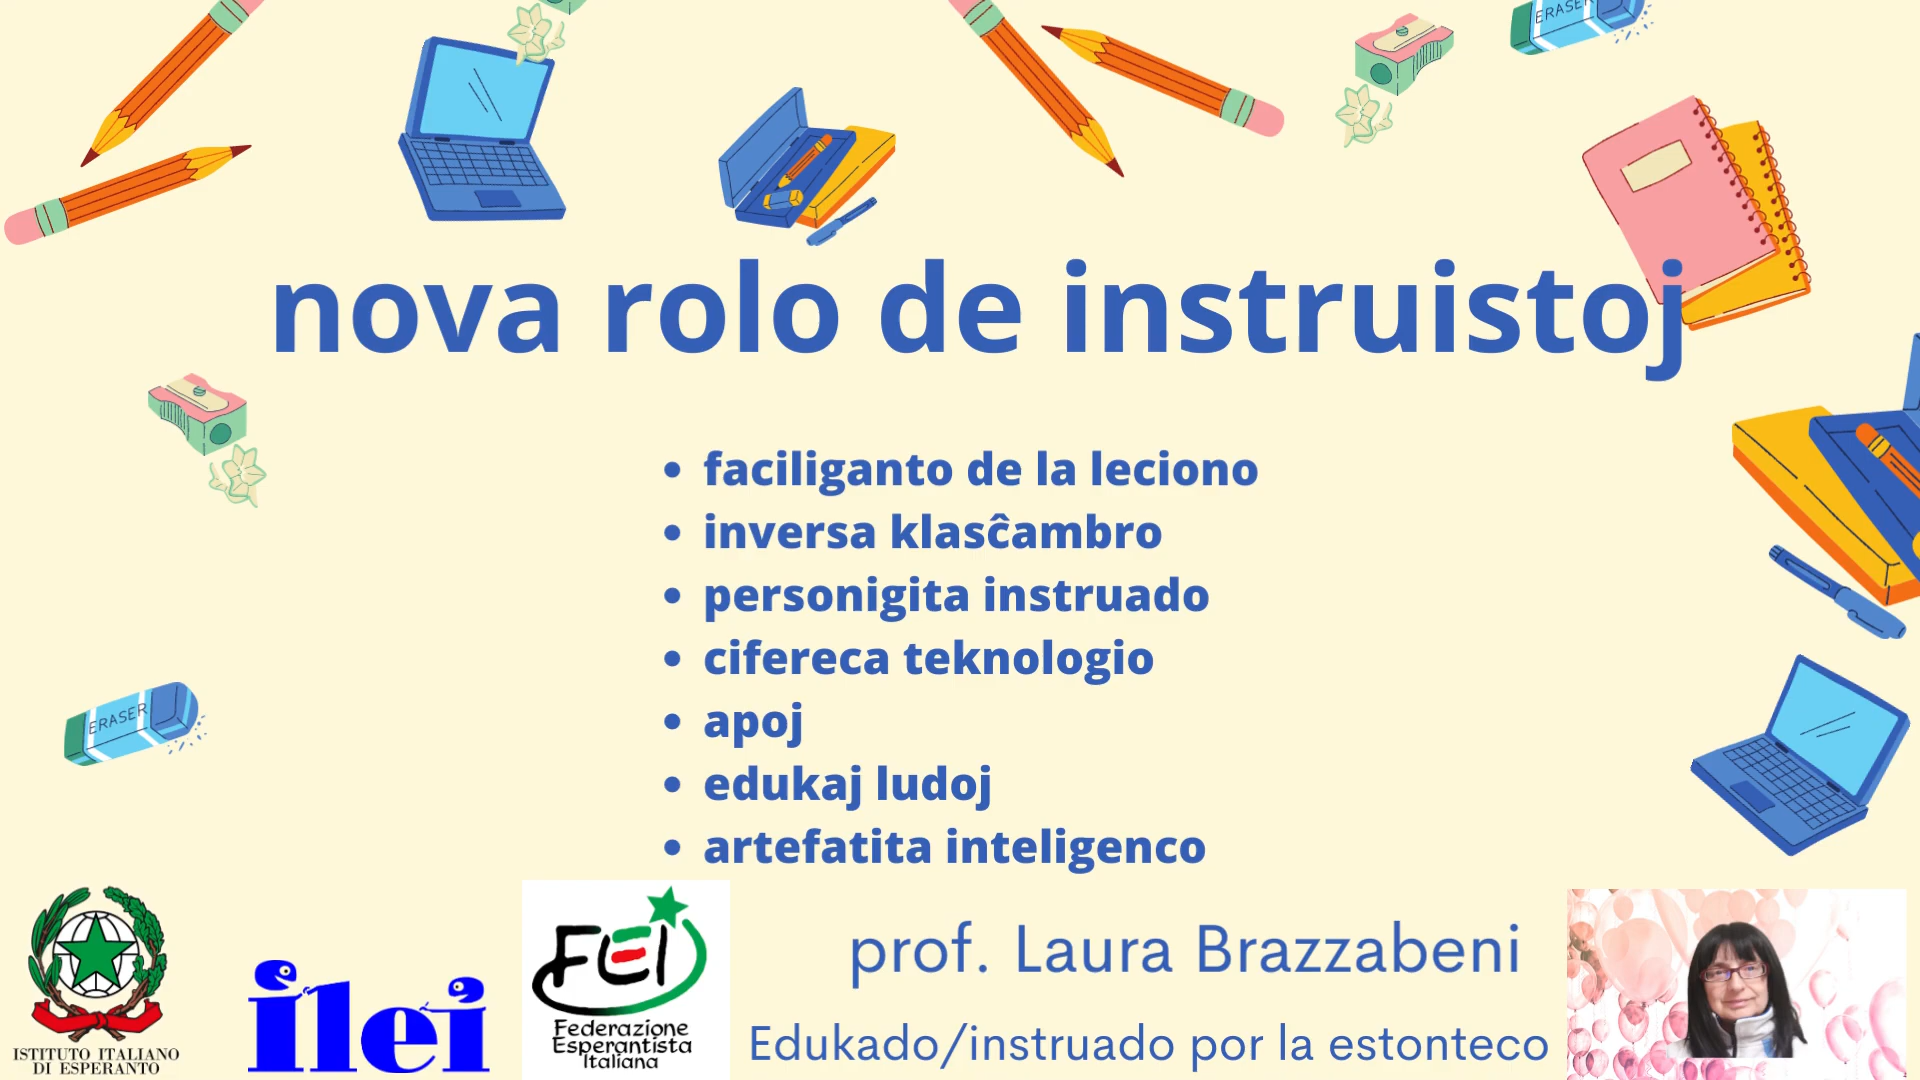 ERASER
nova rolo de instruistoj
faciliganto de la leciono
inversa klasĉambro
personigita instruado
cifereca teknologio
apoj
edukaj ludoj
artefatita inteligenco
ERASER
ISTITUTO ITALIANO
DI ESPERANTO
ilei
FEI
Federazione
Esperantista
Italiana
prof. Laura Brazzabeni
Edukado/instruado por la estonteco